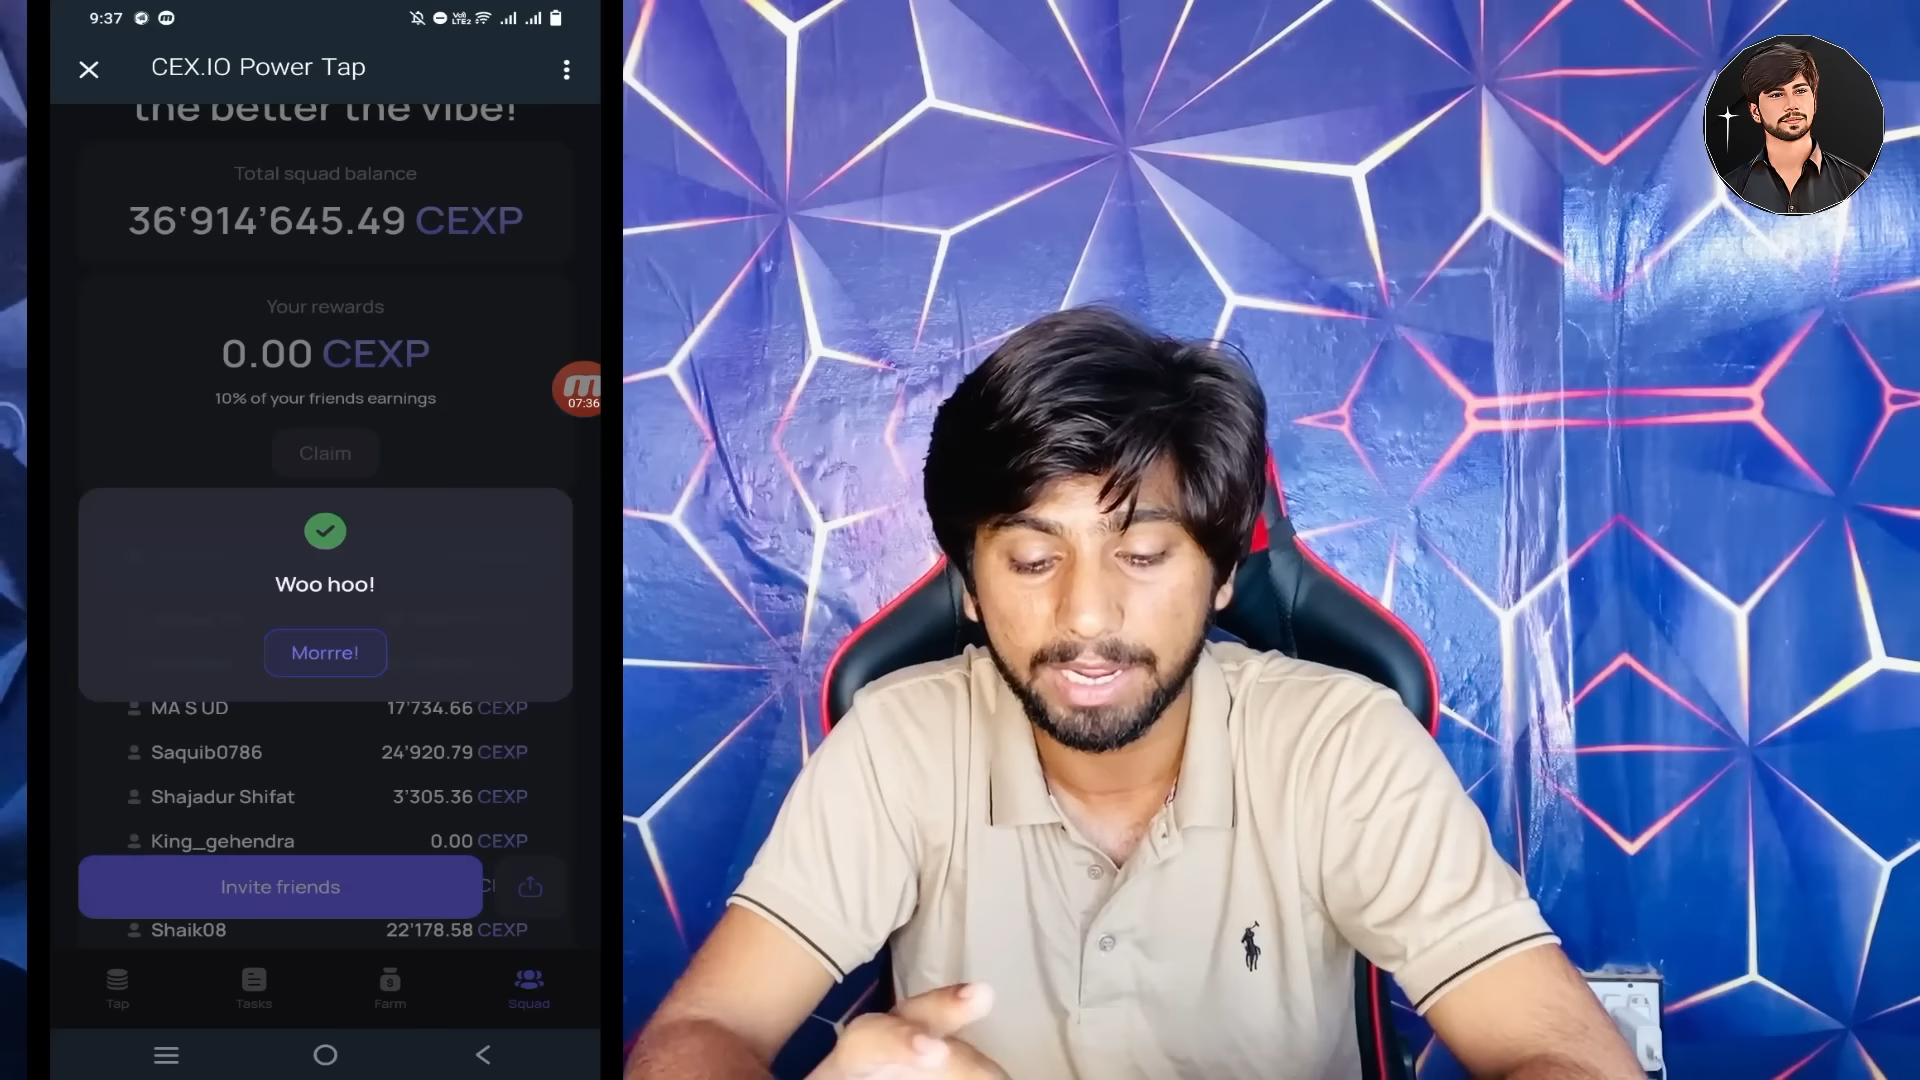 9:37
Vo))
LTE2
CEX.IO Power Tap
the better the vibe!
Total squad balance
36'914'645.49 CEXP
Your rewards
0.00 CEXP
10% of your friends earnings
07:36
Claim
Woo hoo!
Morrre!
MA S UD 17'734.66 CEXP
Saquib0786 24'920.79 CEXP
Shajadur Shifat 3'305.36 CEXP
King_gehendra 0.00 CEXP
Invite friends
Shaik08 22'178.58 CEXP
Tap
Tasks
Farm
Squad